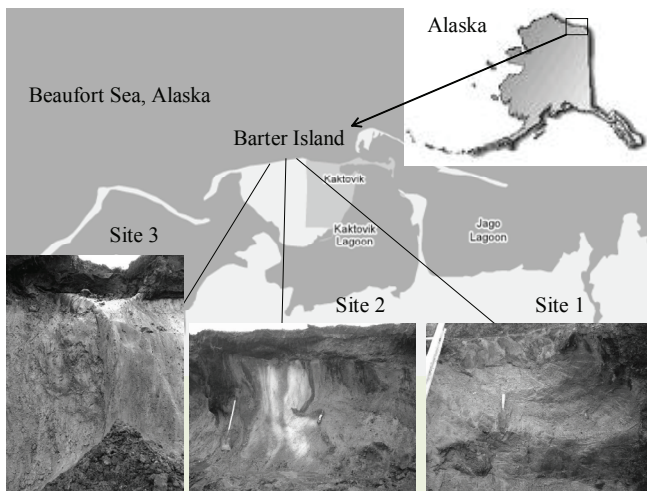 Alaska
Beaufort Sea, Alaska
Barter Island
Kaktovik
Kaktovik
Lagoon
Jago
Lagoon
Site 3
Site 2
Site 1